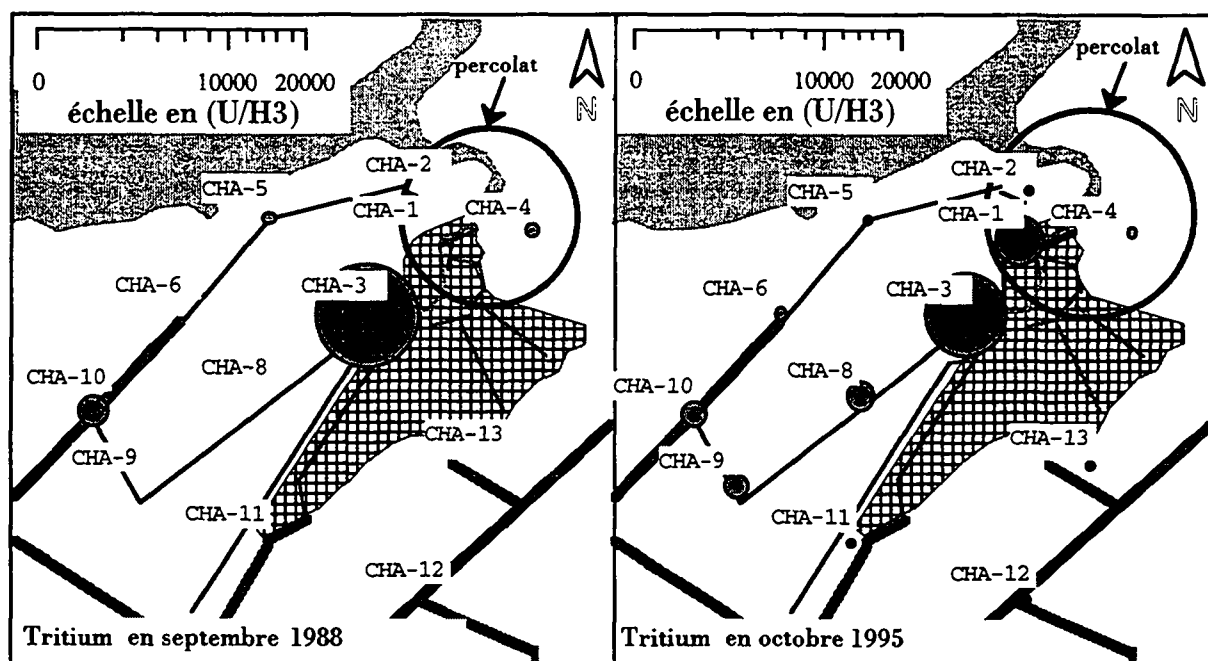 0 10000 20000
échelle en (U/H3)
percolat
N
CHA-2
CHA-5
CHA-1
CHA-4
CHA-6
CHA-3
CHA-8
CHA-10
CHA-13
CHA-9
CHA-11
CHA-12
Tritium en septembre 1988
0 10000 20000
échelle en (U/H3)
percolat
N
CHA-2
CHA-5
CHA-1
CHA-4
CHA-6
CHA-3
CHA-8
CHA-10
CHA-13
CHA-9
CHA-11
CHA-12
Tritium en octobre 1995